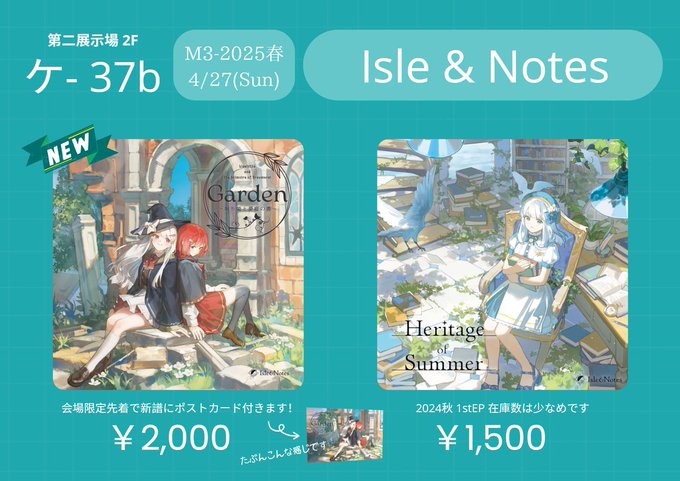 第二展示場 2F
ケ- 37b
M3-2025春
4/27(Sun)
Isle & Notes
NEW
Garden
Isle&Notes
Heritage
of
Summer
Isle&Notes
会場限定先着で新譜にポストカード付きます!
¥2,000
たぶんこんな感じです
2024秋 1stEP 在庫数は少なめです
¥1,500